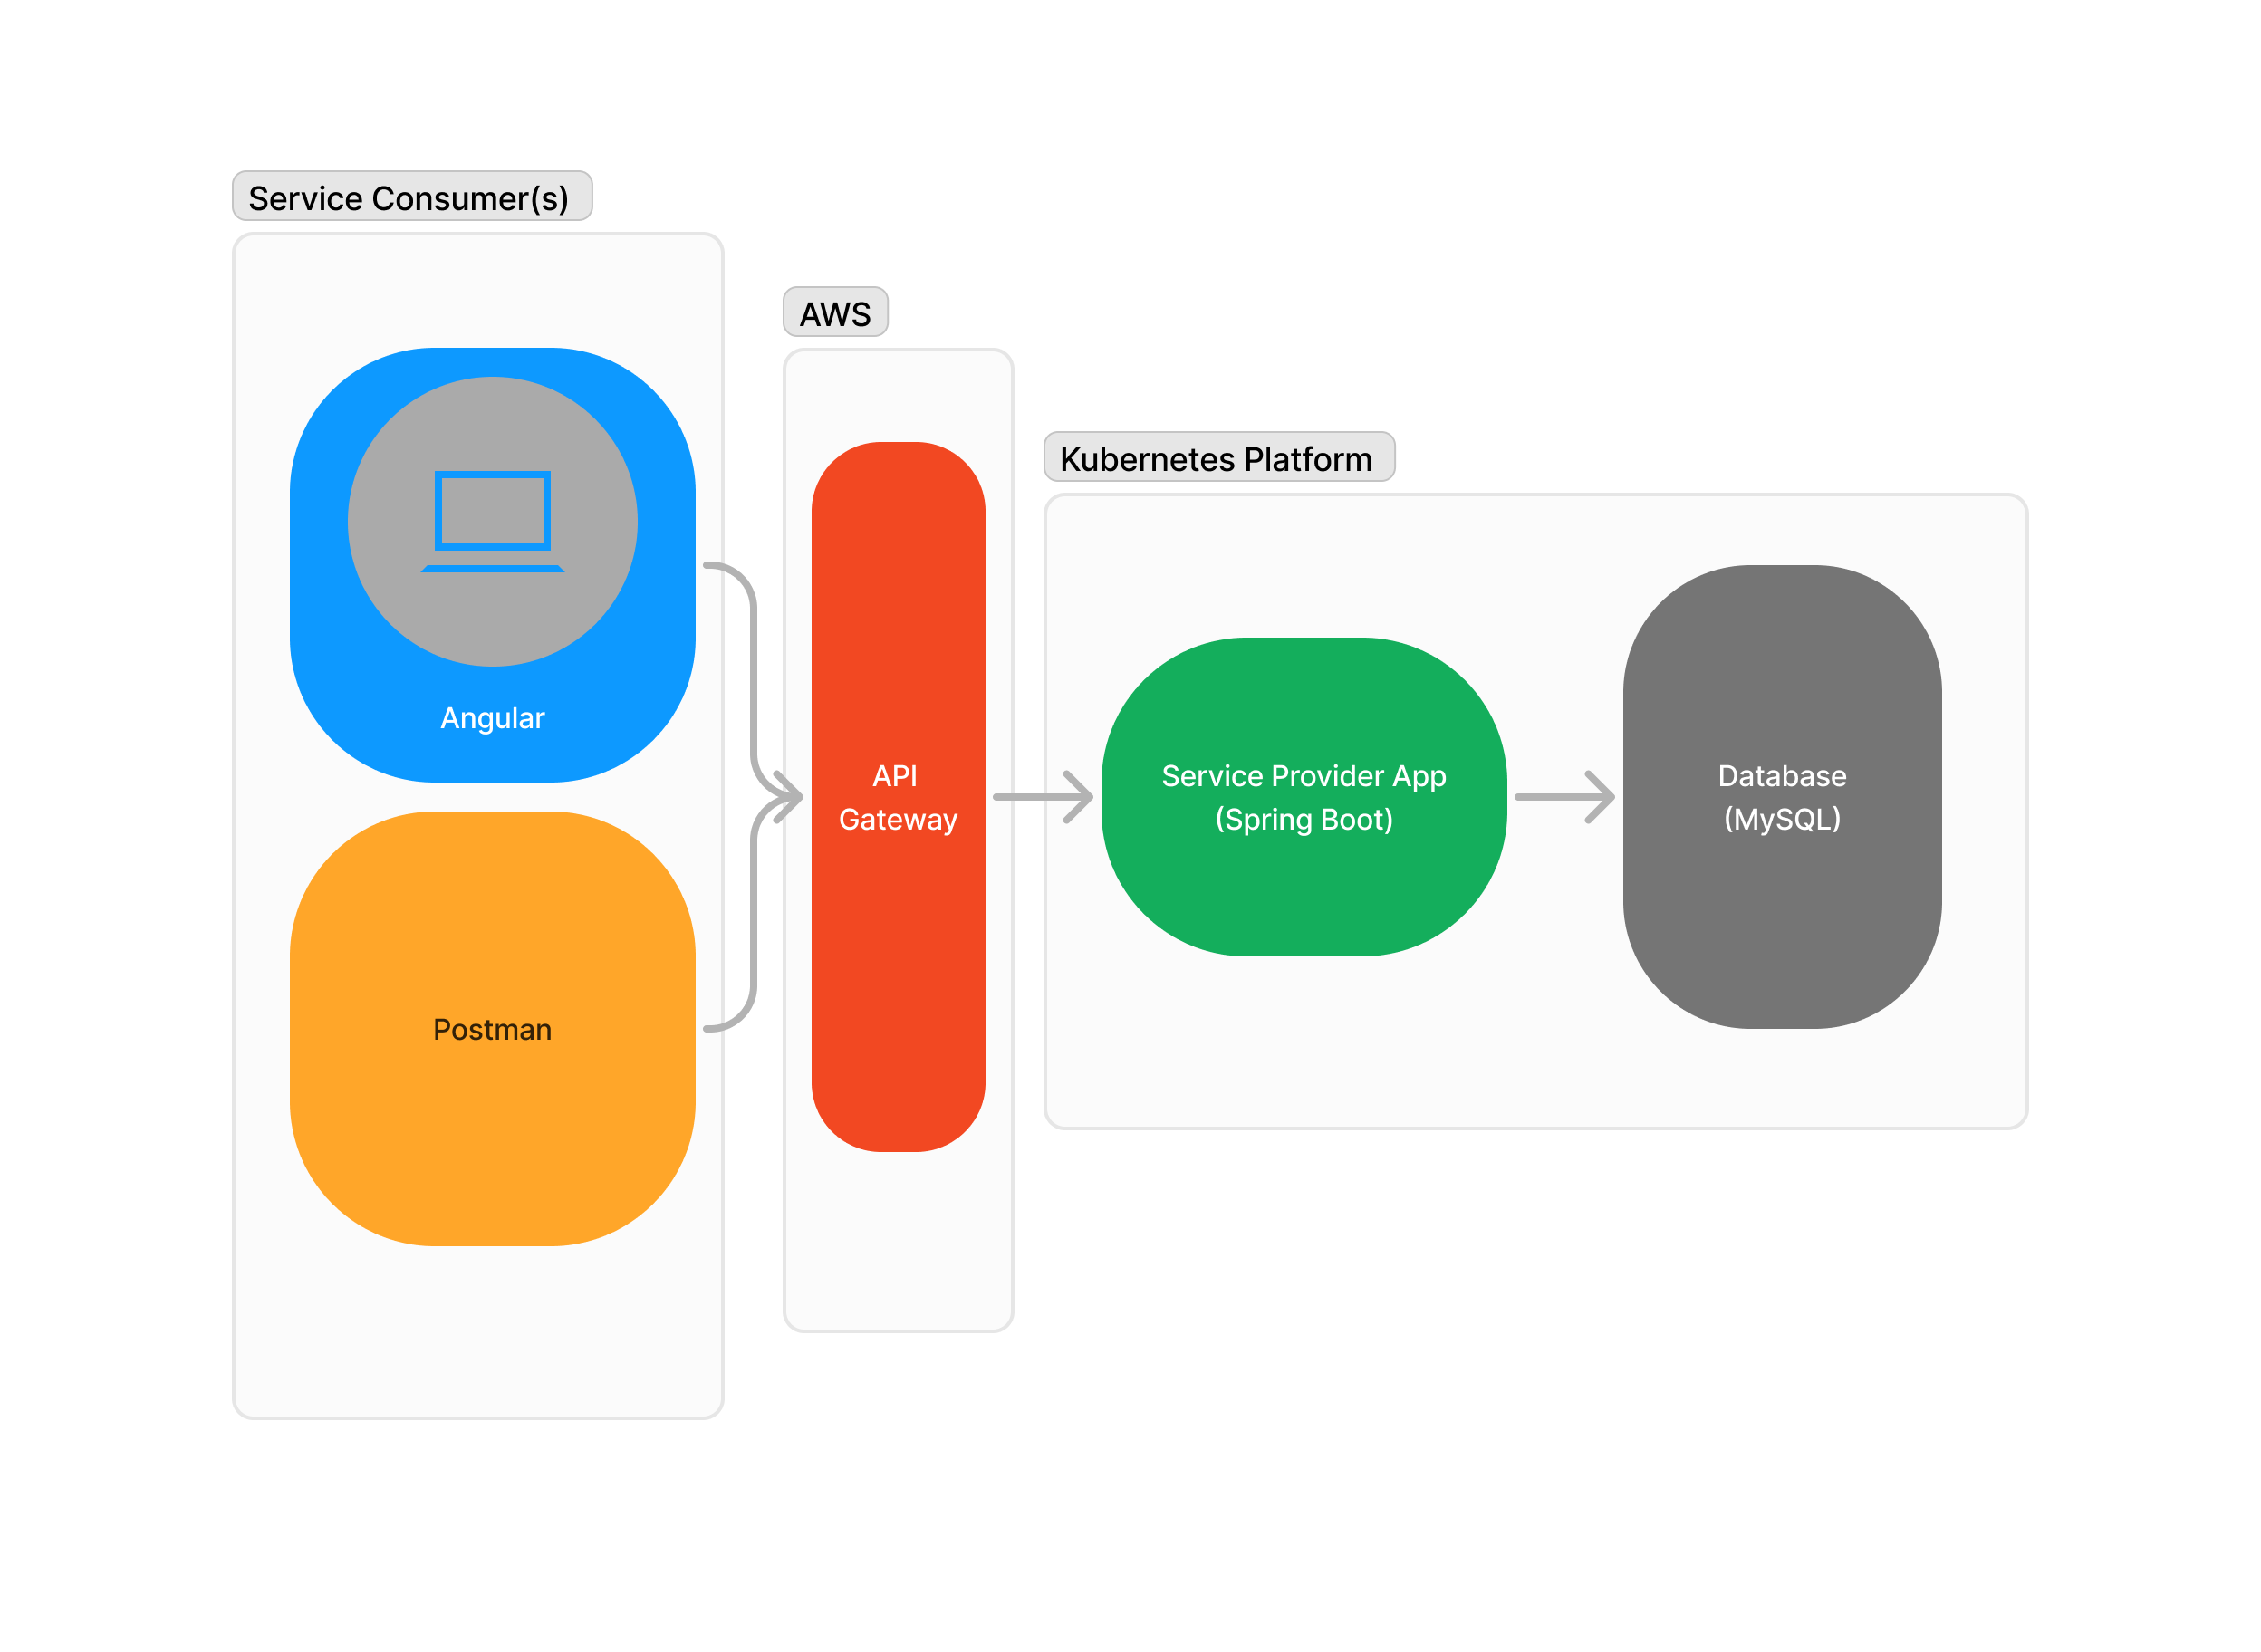 Service Consumer(s)
AWS
Kubernetes Platform
Angular
API
Gateway
Service Provider App
(Spring Boot)
Database
(MySQL)
Postman